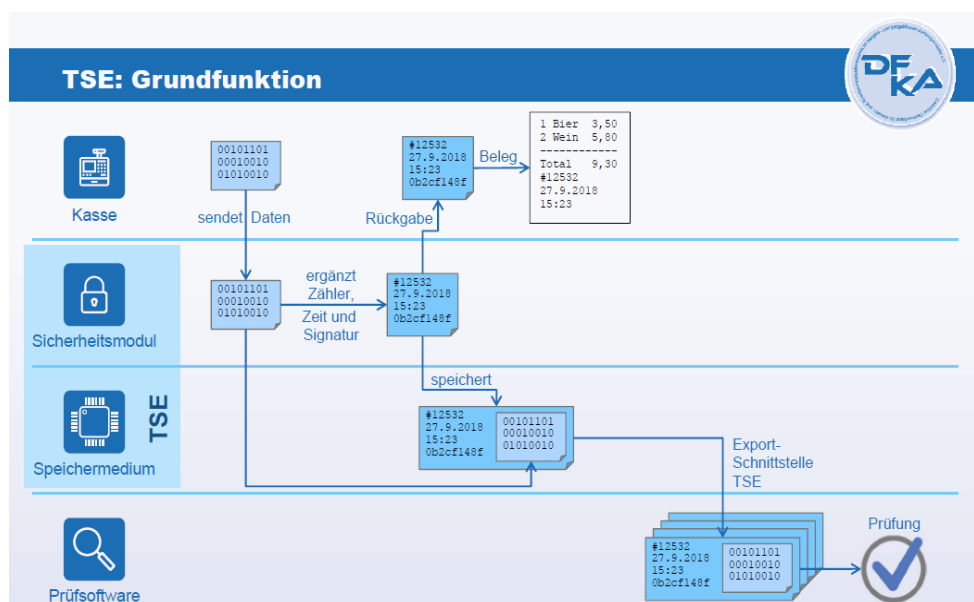 TSE: Grundfunktion
DFKA
00101101
00010010
01010010
#12532
27.9.2018
15:23
0b2cf148f
Beleg
1 Bier 3,50
2 Wein 5,80
------------
Total 9,30
#12532
27.9.2018
15:23
Kasse
sendet Daten
Rückgabe
00101101
00010010
01010010
ergänzt
Zähler,
Zeit und
Signatur
#12532
27.9.2018
15:23
0b2cf148f
Sicherheitsmodul
speichert
TSE
#12532
27.9.2018
15:23
0b2cf148f
00101101
00010010
01010010
Speichermedium
Export-
Schnittstelle
TSE
Prüfung
#12532
27.9.2018
15:23
0b2cf148f
00101101
00010010
01010010
Prüfsoftware